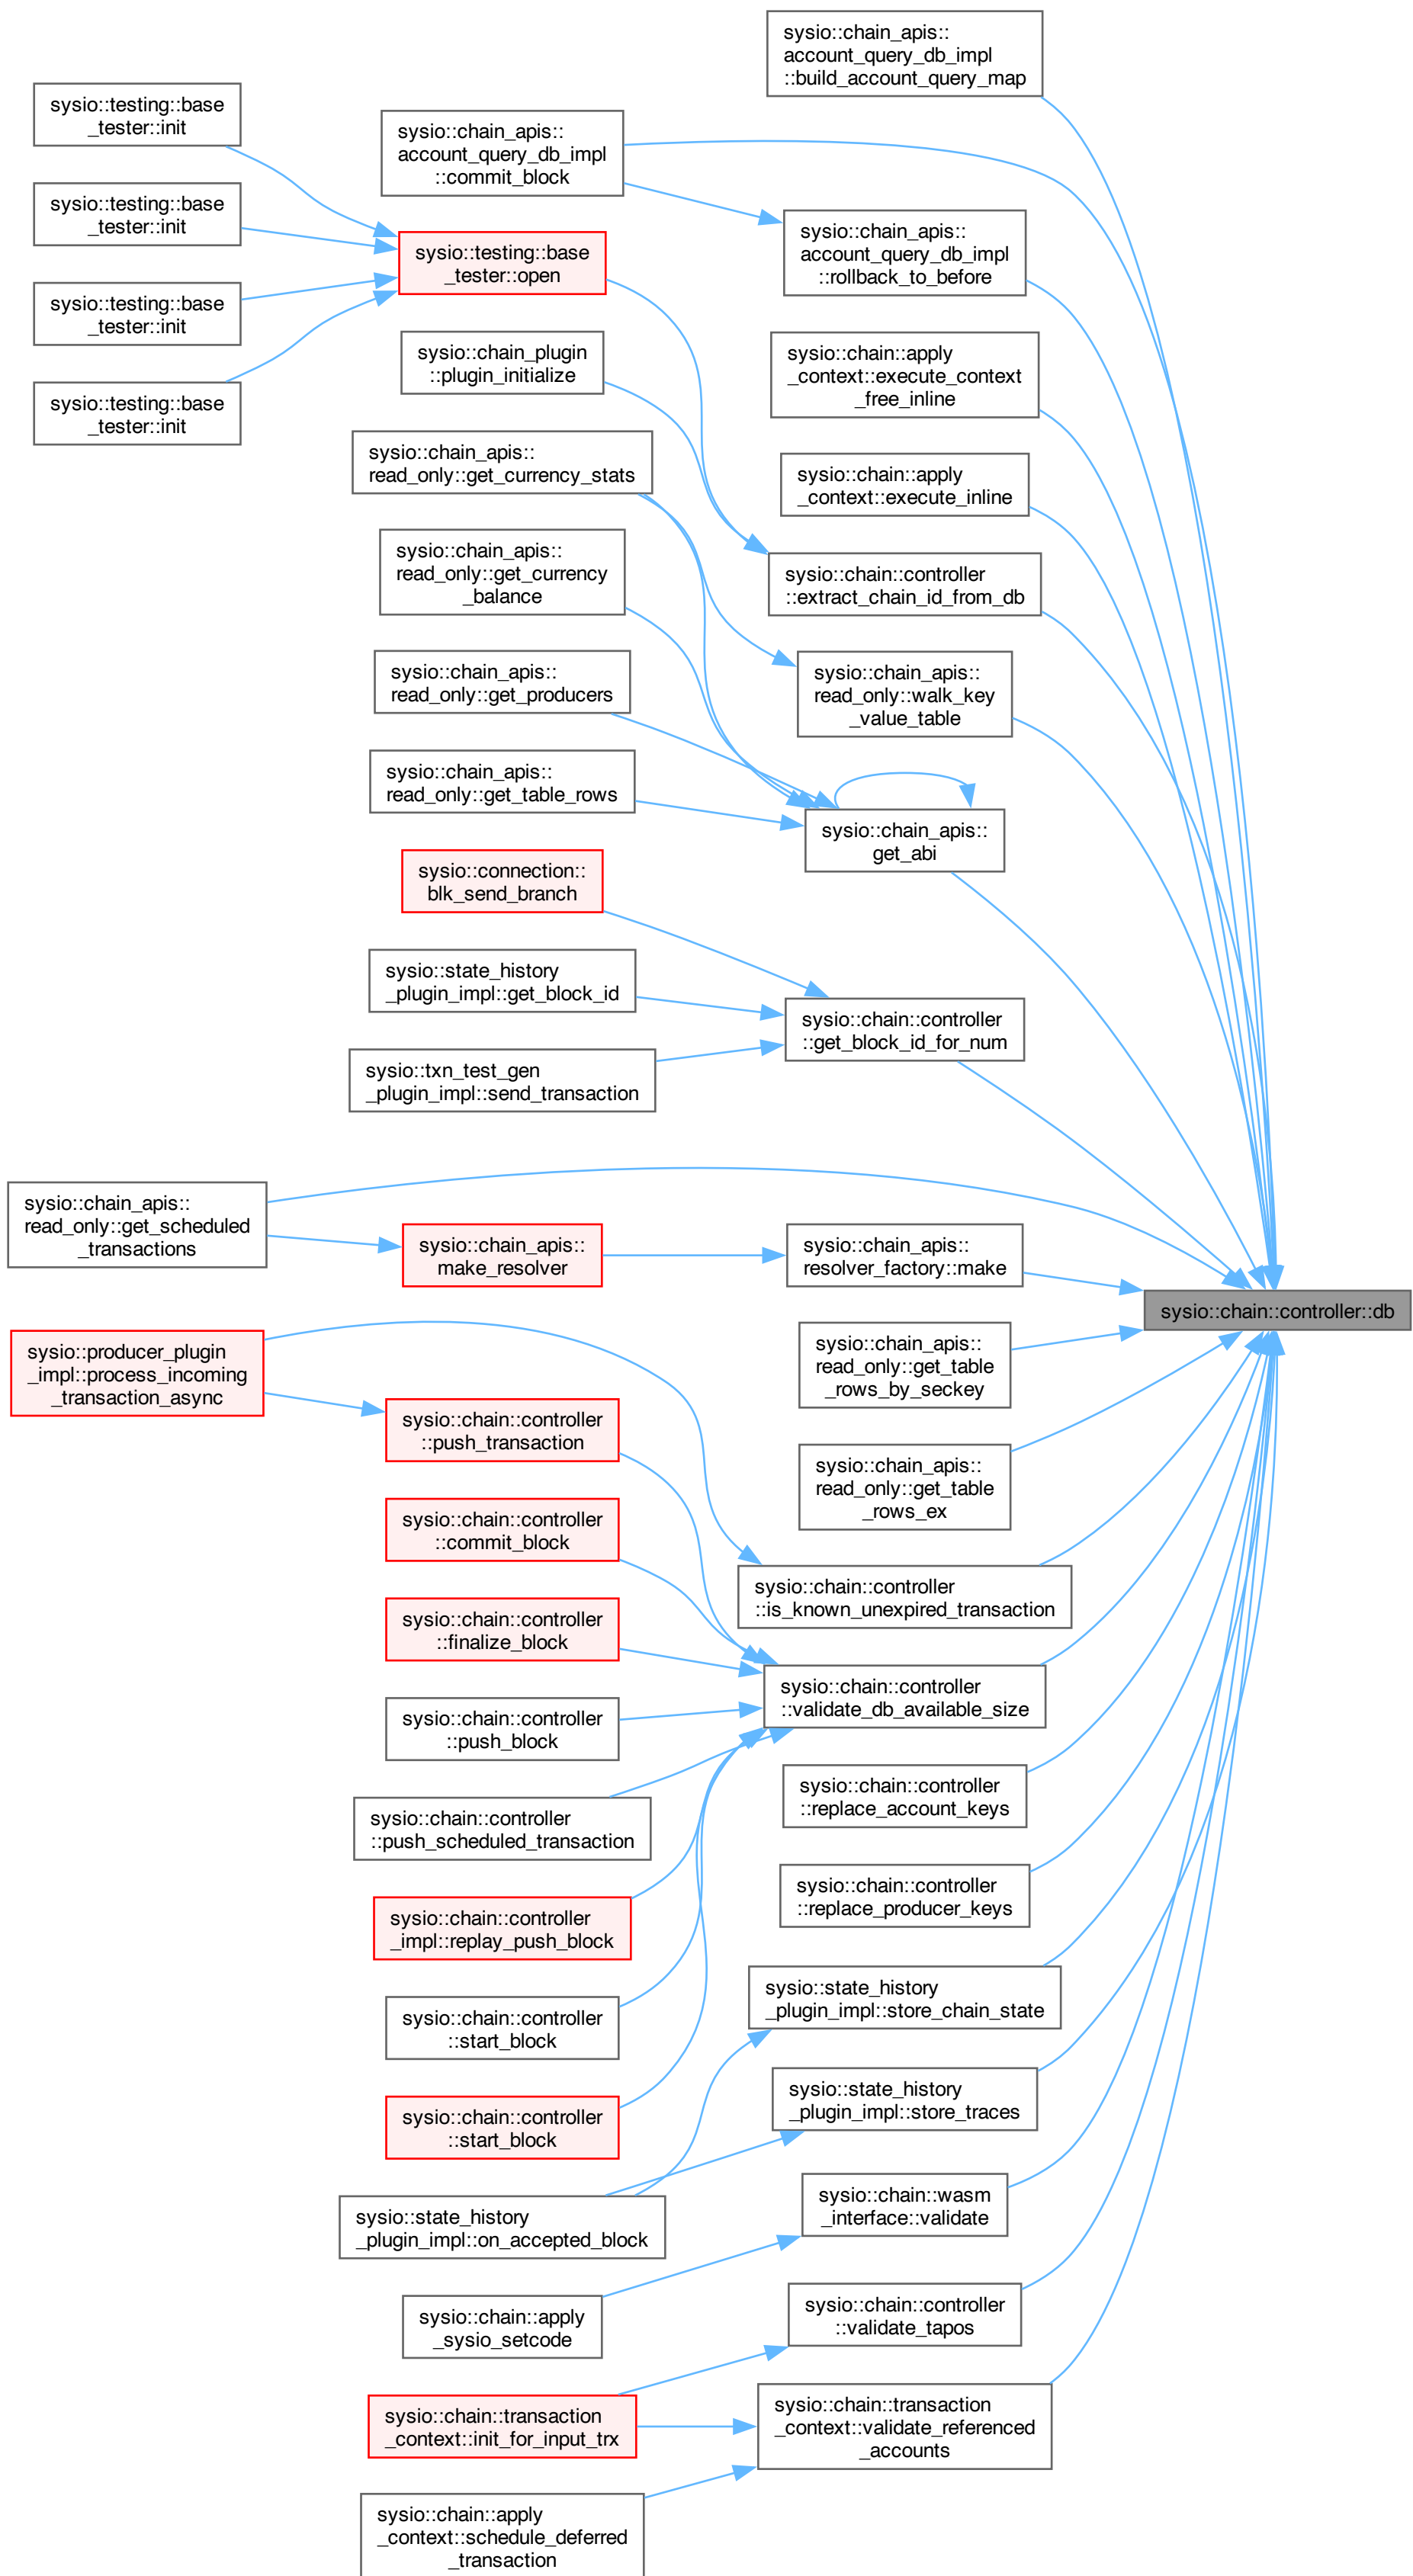 sysio::chain_apis::
account_query_db_impl
::build_account_query_map
sysio::testing::base
_tester::init
sysio::chain_apis::
account_query_db_impl
::commit_block
sysio::testing::base
_tester::init
sysio::chain_apis::
account_query_db_impl
::rollback_to_before
sysio::testing::base
_tester::open
sysio::testing::base
_tester::init
sysio::chain_plugin
::plugin_initialize
sysio::chain::apply
_context::execute_context
_free_inline
sysio::testing::base
_tester::init
sysio::chain_apis::
read_only::get_currency_stats
sysio::chain::apply
_context::execute_inline
sysio::chain_apis::
read_only::get_currency
_balance
sysio::chain::controller
::extract_chain_id_from_db
sysio::chain_apis::
read_only::get_producers
sysio::chain_apis::
read_only::walk_key
_value_table
sysio::chain_apis::
read_only::get_table_rows
sysio::chain_apis::
get_abi
sysio::connection::
blk_send_branch
sysio::state_history
_plugin_impl::get_block_id
sysio::chain::controller
::get_block_id_for_num
sysio::txn_test_gen
_plugin_impl::send_transaction
sysio::chain_apis::
read_only::get_scheduled
_transactions
sysio::chain_apis::
make_resolver
sysio::chain_apis::
resolver_factory::make
sysio::chain::controller::db
sysio::producer_plugin
_impl::process_incoming
_transaction_async
sysio::chain_apis::
read_only::get_table
_rows_by_seckey
sysio::chain::controller
::push_transaction
sysio::chain_apis::
read_only::get_table
_rows_ex
sysio::chain::controller
::commit_block
sysio::chain::controller
::is_known_unexpired_transaction
sysio::chain::controller
::finalize_block
sysio::chain::controller
::validate_db_available_size
sysio::chain::controller
::push_block
sysio::chain::controller
::replace_account_keys
sysio::chain::controller
::push_scheduled_transaction
sysio::chain::controller
::replace_producer_keys
sysio::chain::controller
_impl::replay_push_block
sysio::state_history
_plugin_impl::store_chain_state
sysio::chain::controller
::start_block
sysio::state_history
_plugin_impl::store_traces
sysio::chain::controller
::start_block
sysio::chain::wasm
_interface::validate
sysio::state_history
_plugin_impl::on_accepted_block
sysio::chain::controller
::validate_tapos
sysio::chain::apply
_sysio_setcode
sysio::chain::transaction
_context::validate_referenced
_accounts
sysio::chain::transaction
_context::init_for_input_trx
sysio::chain::apply
_context::schedule_deferred
_transaction